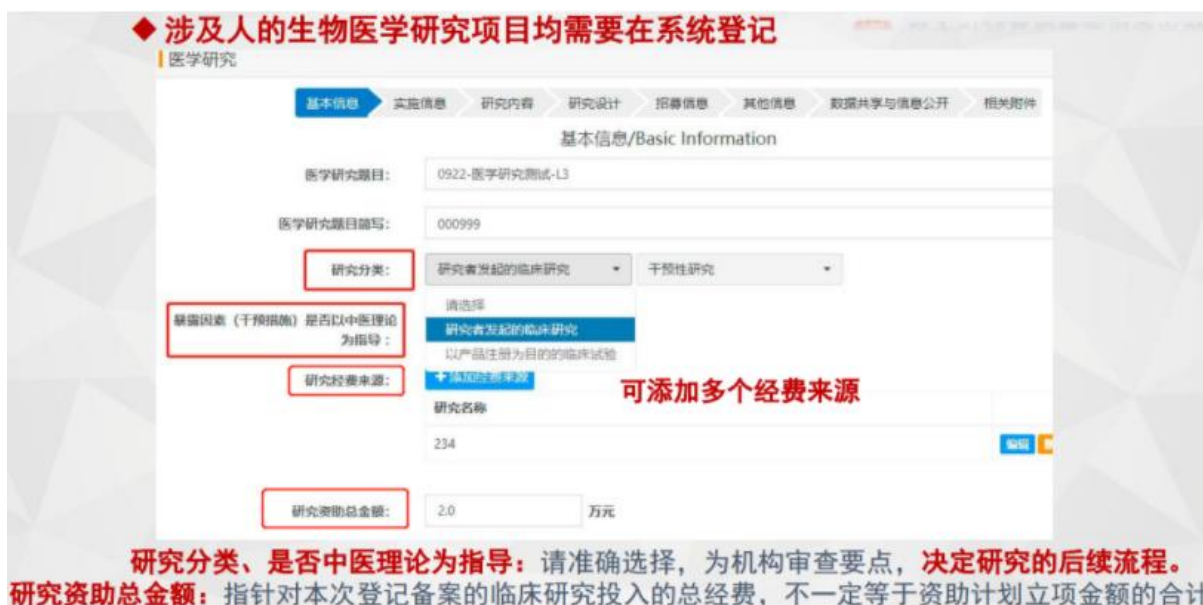 ◆ 涉及人的生物医学研究项目均需要在系统登记
医学研究
基本信息 实施信息 研究内容 研究设计 招募信息 其他信息 数据共享与信息公开 相关附件
基本信息/Basic Information
医学研究题目： 0922-医学研究测试-L3
医学研究题目简写： 000999
研究分类： 研究者发起的临床研究 干预性研究
请选择
暴露因素（干预措施）是否以中医理论
为指导：
研究者发起的临床研究
以产品注册为目的的临床试验
研究经费来源： +添加经费来源
可添加多个经费来源
研究名称
234 编辑
研究资助总金额： 2.0 万元
研究分类、是否中医理论为指导：请准确选择，为机构审查要点，决定研究的后续流程。
研究资助总金额：指针对本次登记备案的临床研究投入的总经费，不一定等于资助计划立项金额的合计